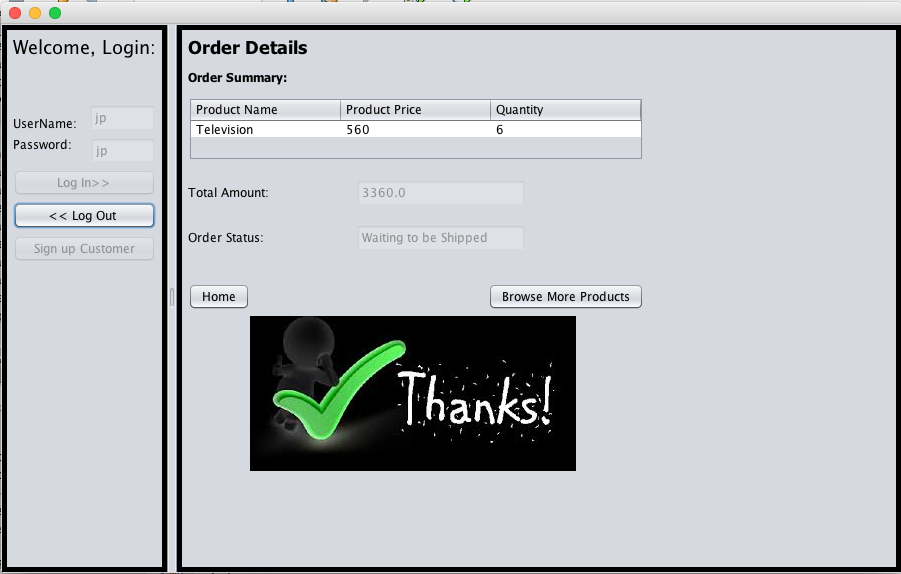 Welcome, Login:
UserName: jp
Password: jp
Log In>>
<< Log Out
Sign up Customer
Order Details
Order Summary:
Product Name Product Price Quantity
Television 560 6
Total Amount: 3360.0
Order Status: Waiting to be Shipped
Home Browse More Products
Thanks!